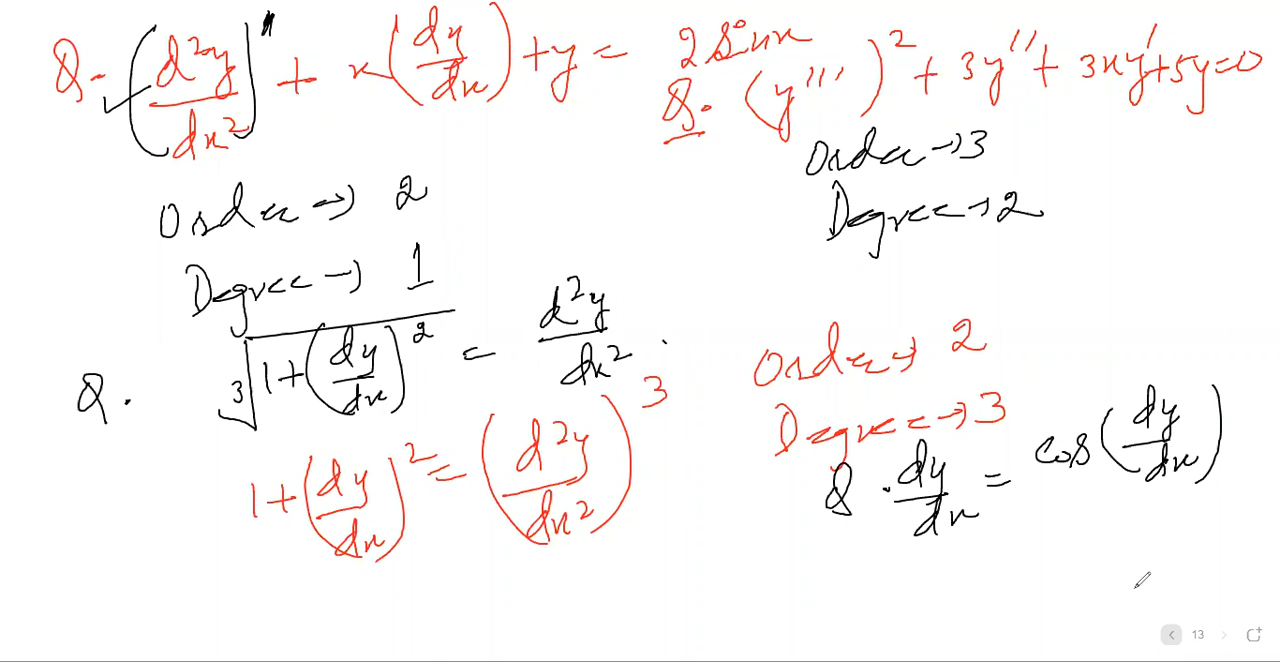 Q- (d²y/dx²)¹ + x(dy/dx) + y = 2 sinx
Order → 2
Degree → 1
Q. (y''')² + 3y'' + 3xy' + 5y = 0
Order → 3
Degree → 2
Q. ∛(1 + (dy/dx)²) = d²y/dx².
1 + (dy/dx)² = (d²y/dx²)³
Order → 2
Degree → 3
Q. dy/dx = cos(dy/dx)
13